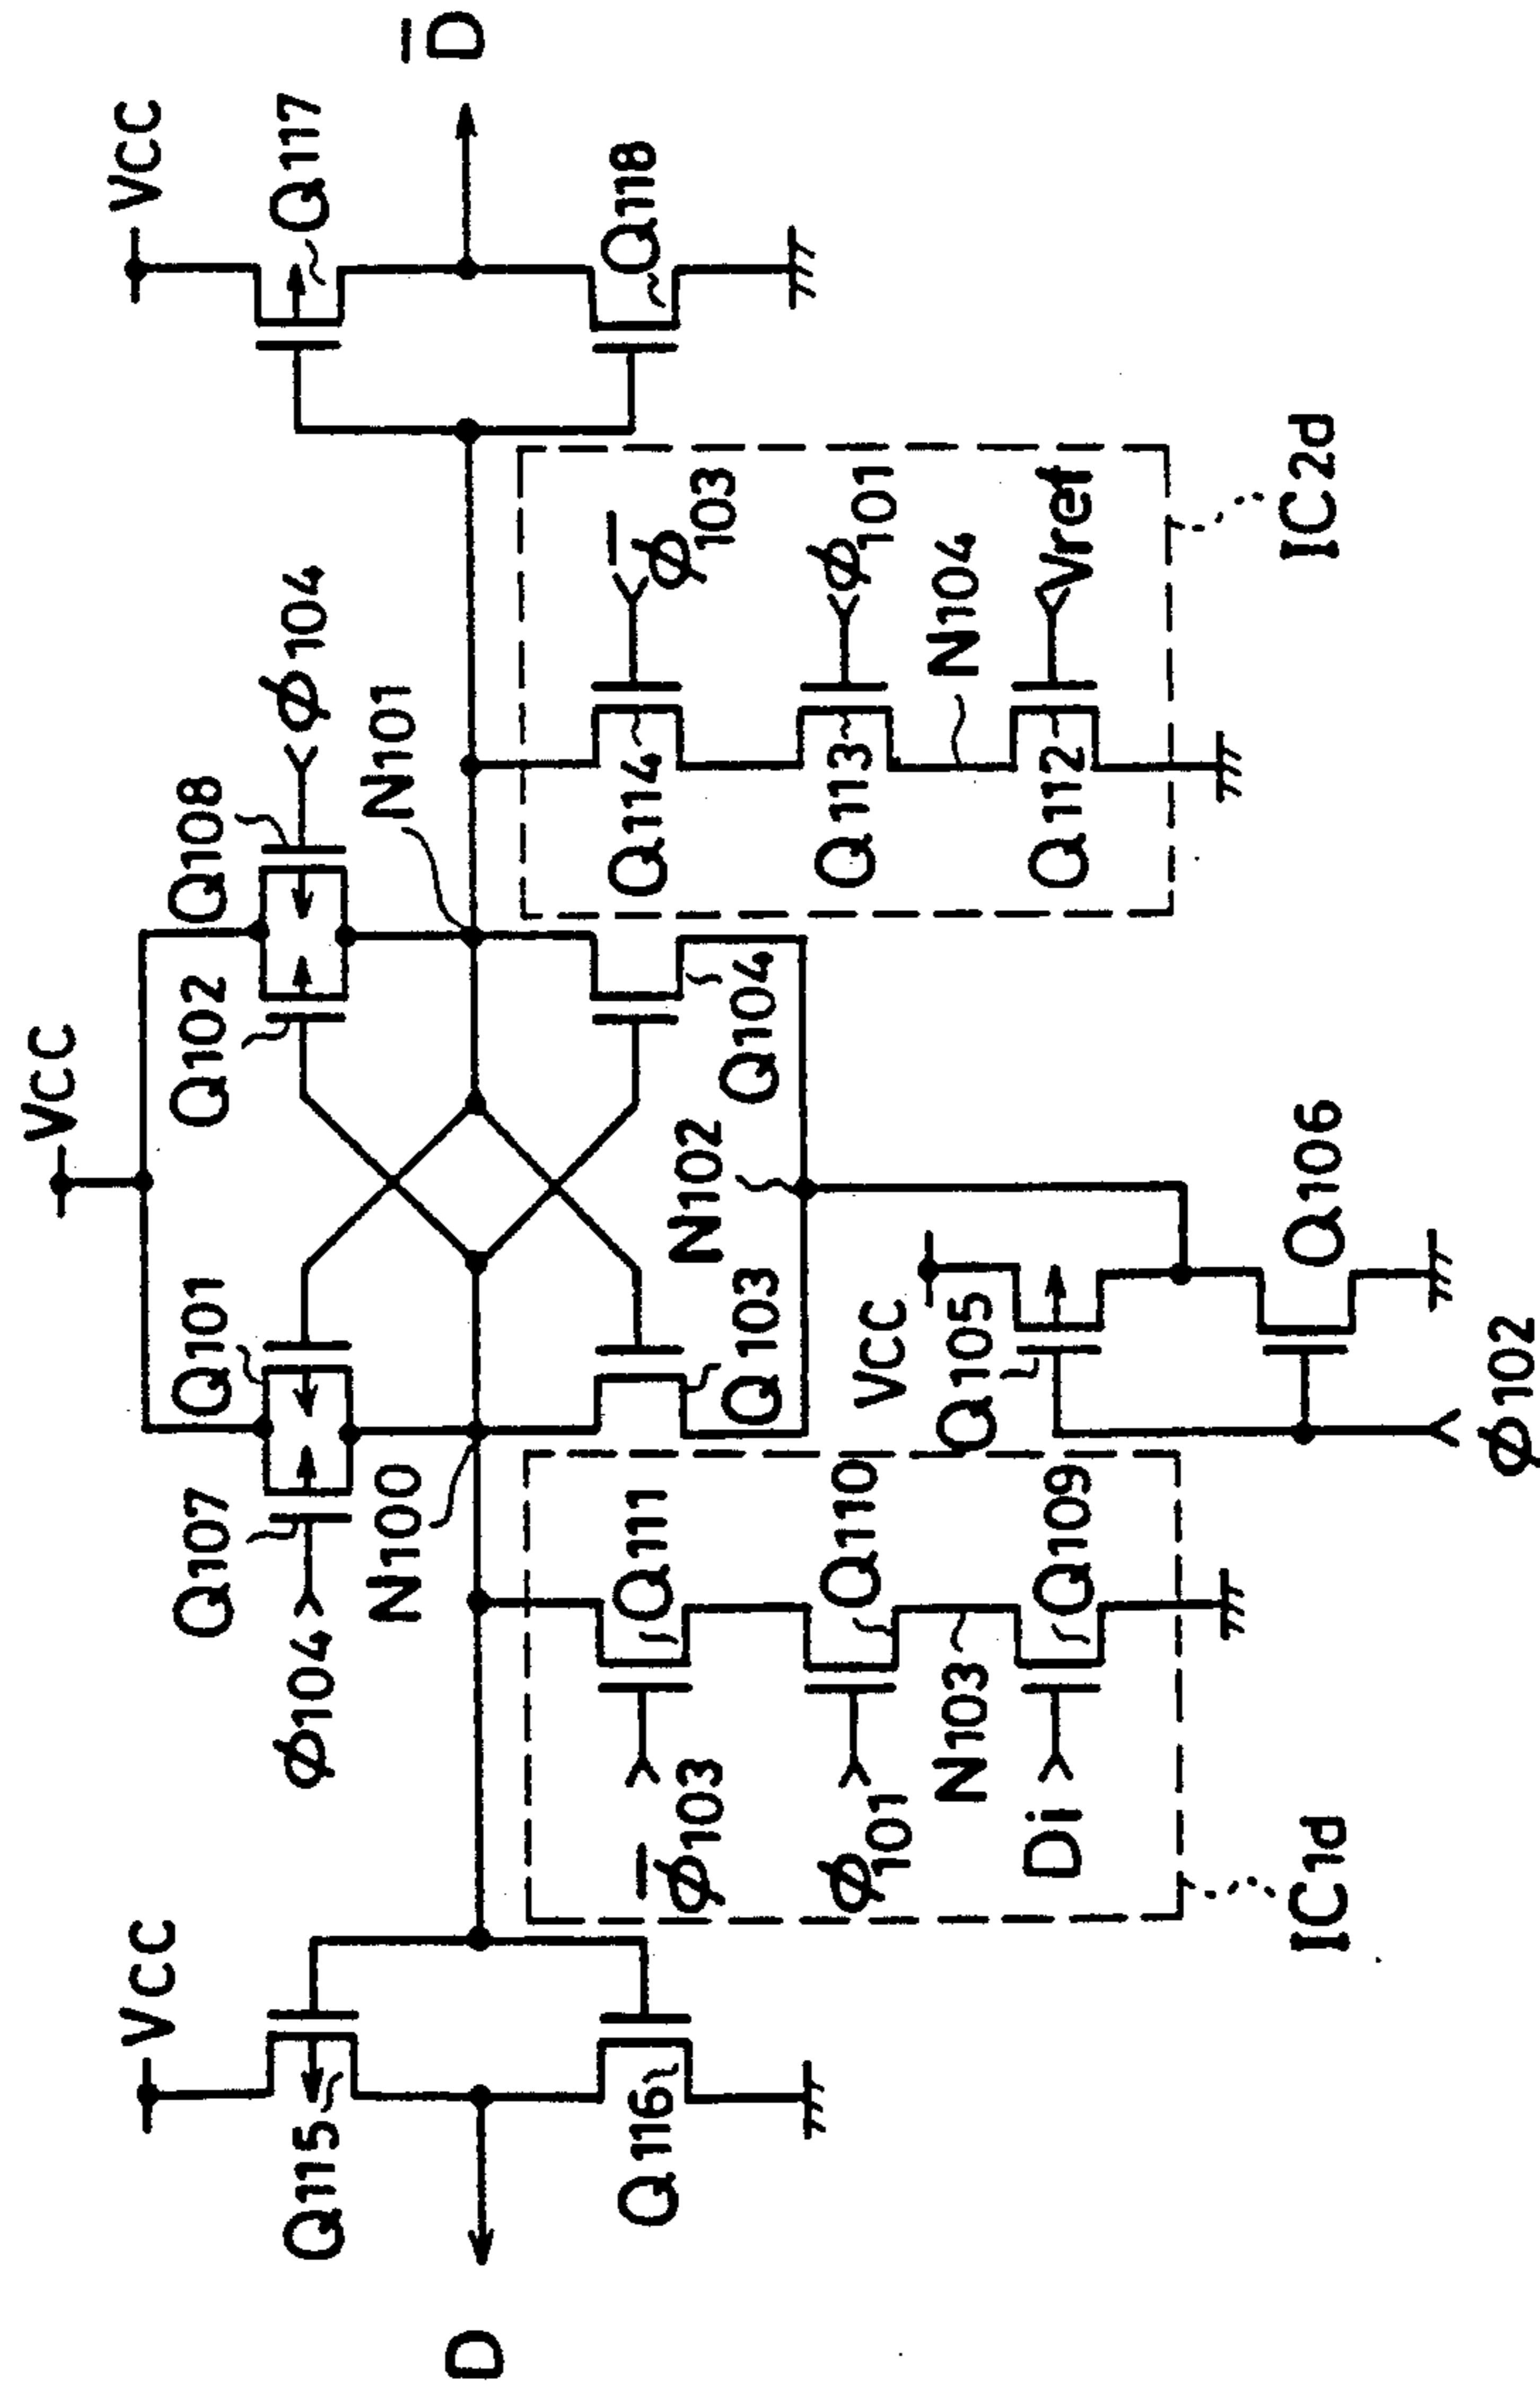 VCC
VCC
VCC
Q115
Q116
D
Q107
Q101
Q102
Q108
φ104
φ104
N100
N101
Q117
Q118
D̅
φ̅103
Q111
φ101
Q110
N103
Di
Q109
IC1d
Q103
N102
Q104
VCC
Q105
Q106
φ102
Q114
φ̅103
Q113
φ101
N104
Q112
Vref
IC2d